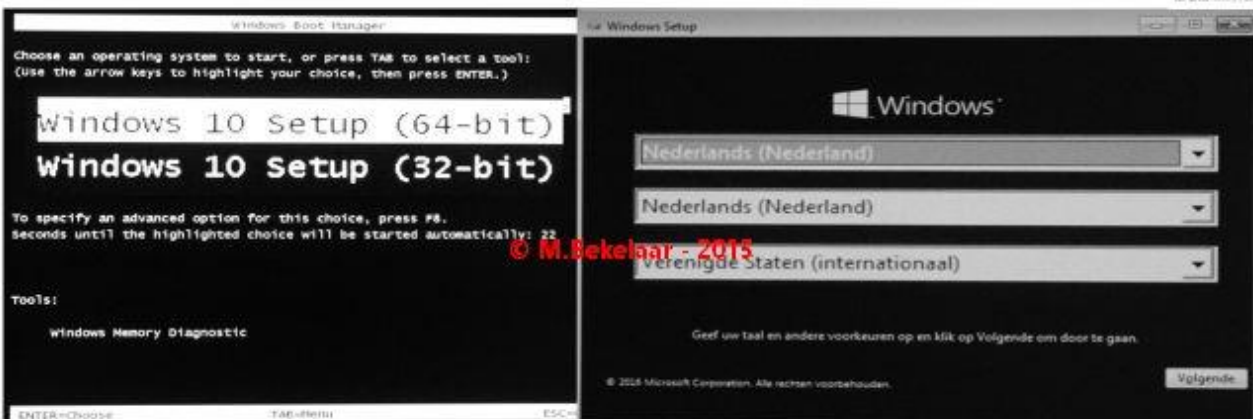 Windows Boot Manager
Choose an operating system to start, or press TAB to select a tool:
(Use the arrow keys to highlight your choice, then press ENTER.)
Windows 10 Setup (64-bit)
Windows 10 Setup (32-bit)
To specify an advanced option for this choice, press F8.
Seconds until the highlighted choice will be started automatically: 22
Tools:
Windows Memory Diagnostic
ENTER=Choose TAB=Menu ESC=
Windows Setup
Windows
Nederlands (Nederland)
Nederlands (Nederland)
Verenigde Staten (internationaal)
Geef uw taal en andere voorkeuren op en klik op Volgende om door te gaan.
© 2015 Microsoft Corporation. Alle rechten voorbehouden.
Volgende
© M.Bekelaar - 2015